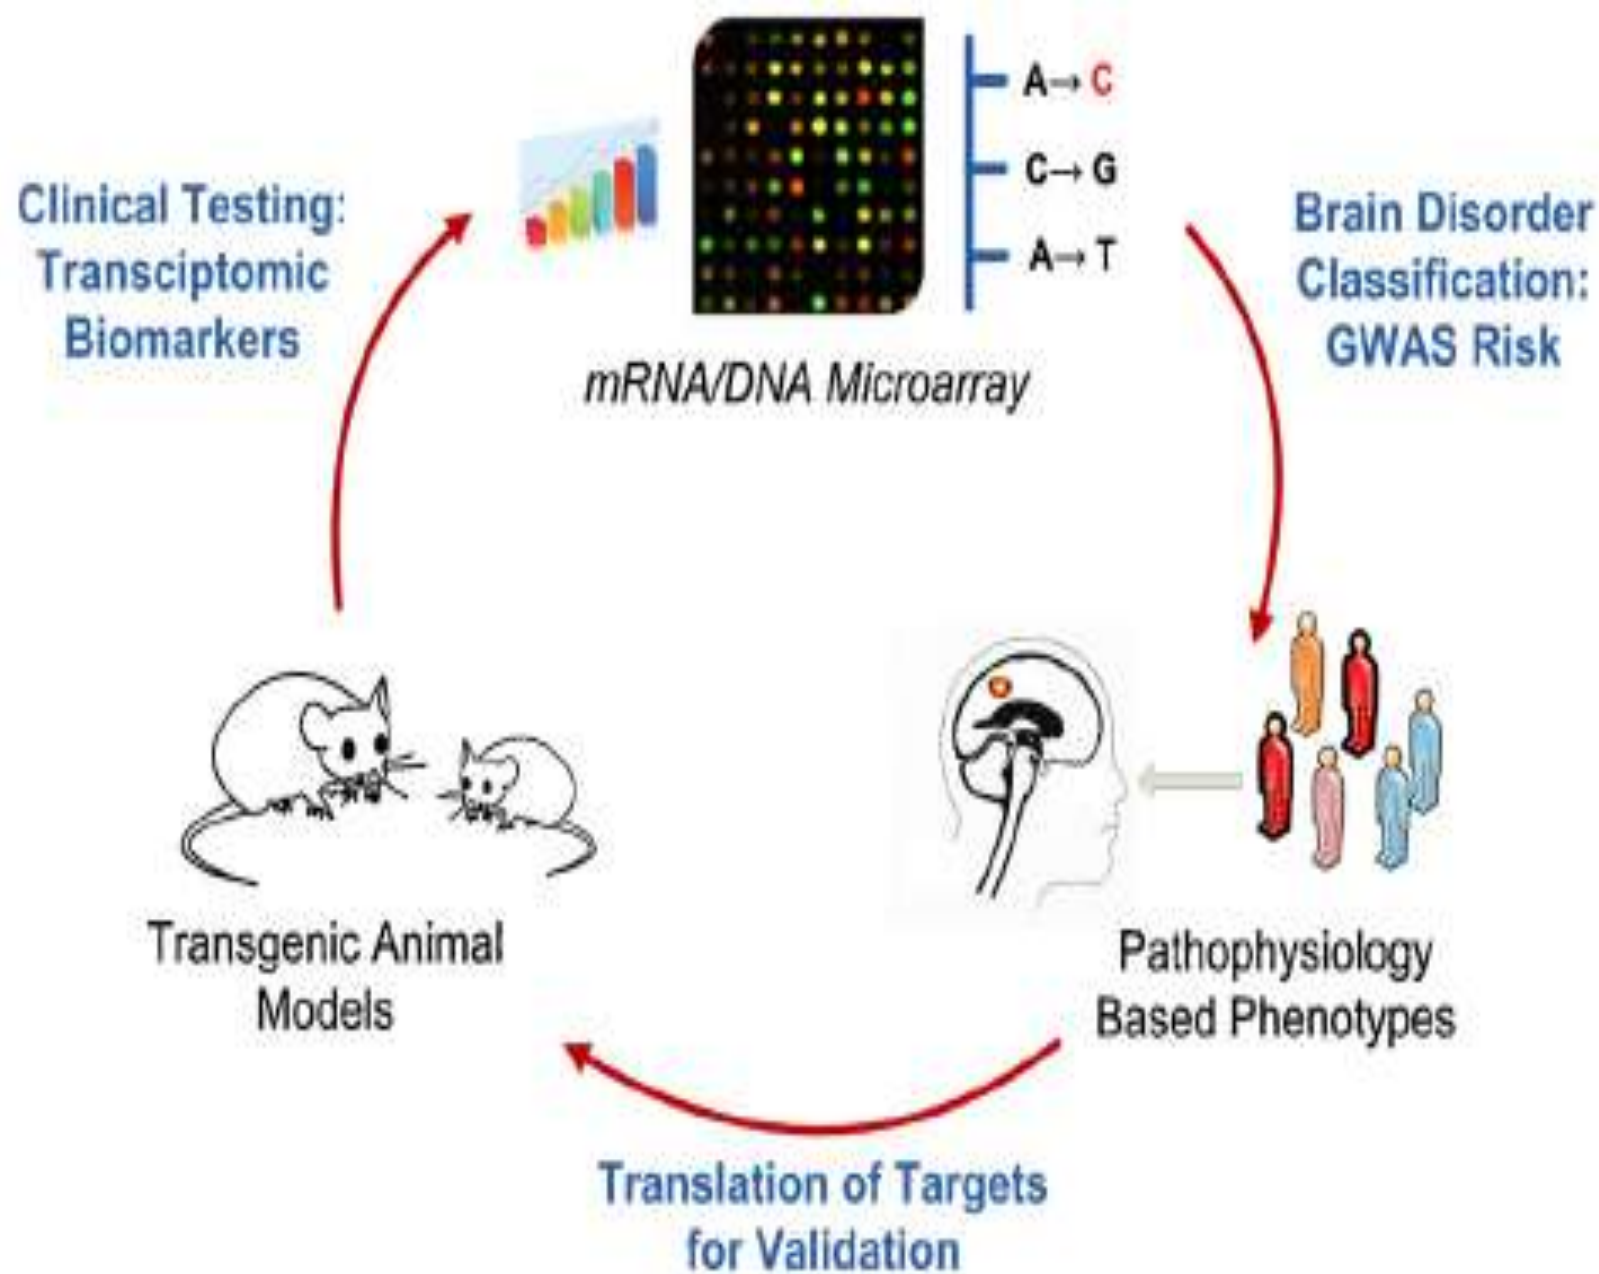 A→ C
C→ G
A→ T
mRNA/DNA Microarray
Brain Disorder
Classification:
GWAS Risk
Pathophysiology
Based Phenotypes
Translation of Targets
for Validation
Transgenic Animal
Models
Clinical Testing:
Transciptomic
Biomarkers